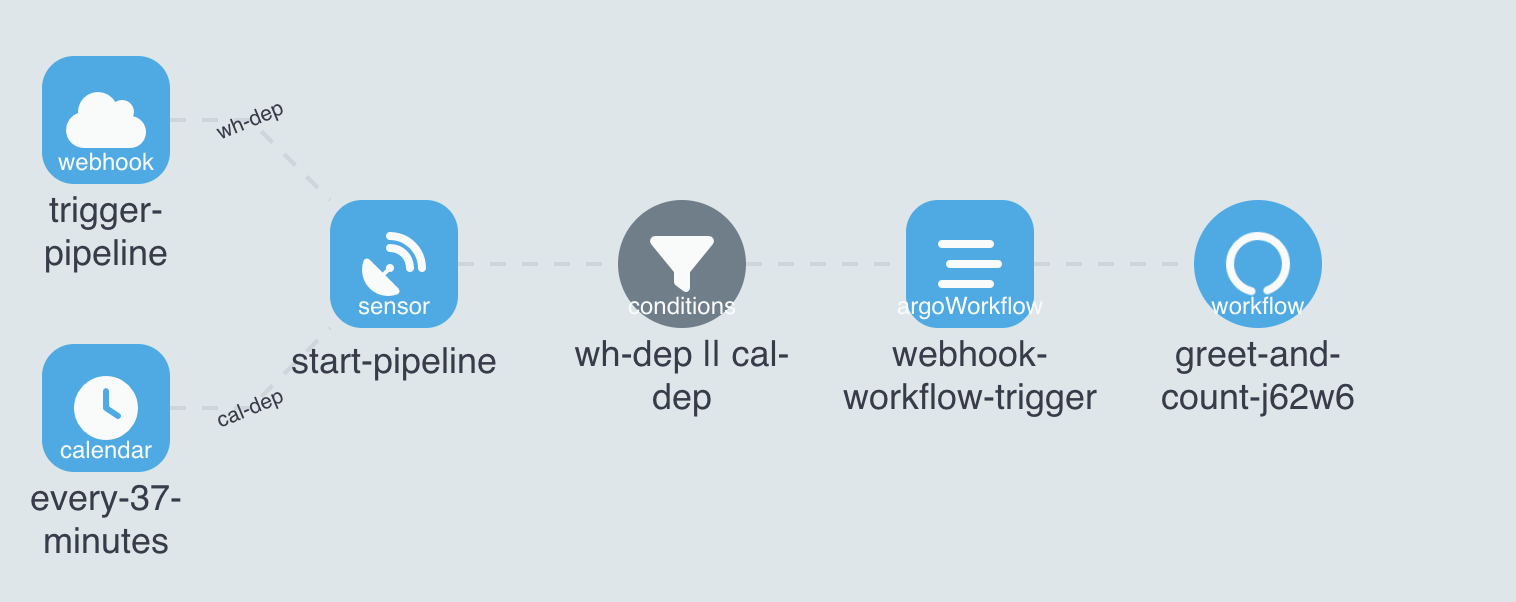 webhook
trigger-
pipeline
wh-dep
calendar
every-37-
minutes
cal-dep
sensor
start-pipeline
conditions
wh-dep || cal-
dep
argoWorkflow
webhook-
workflow-trigger
workflow
greet-and-
count-j62w6